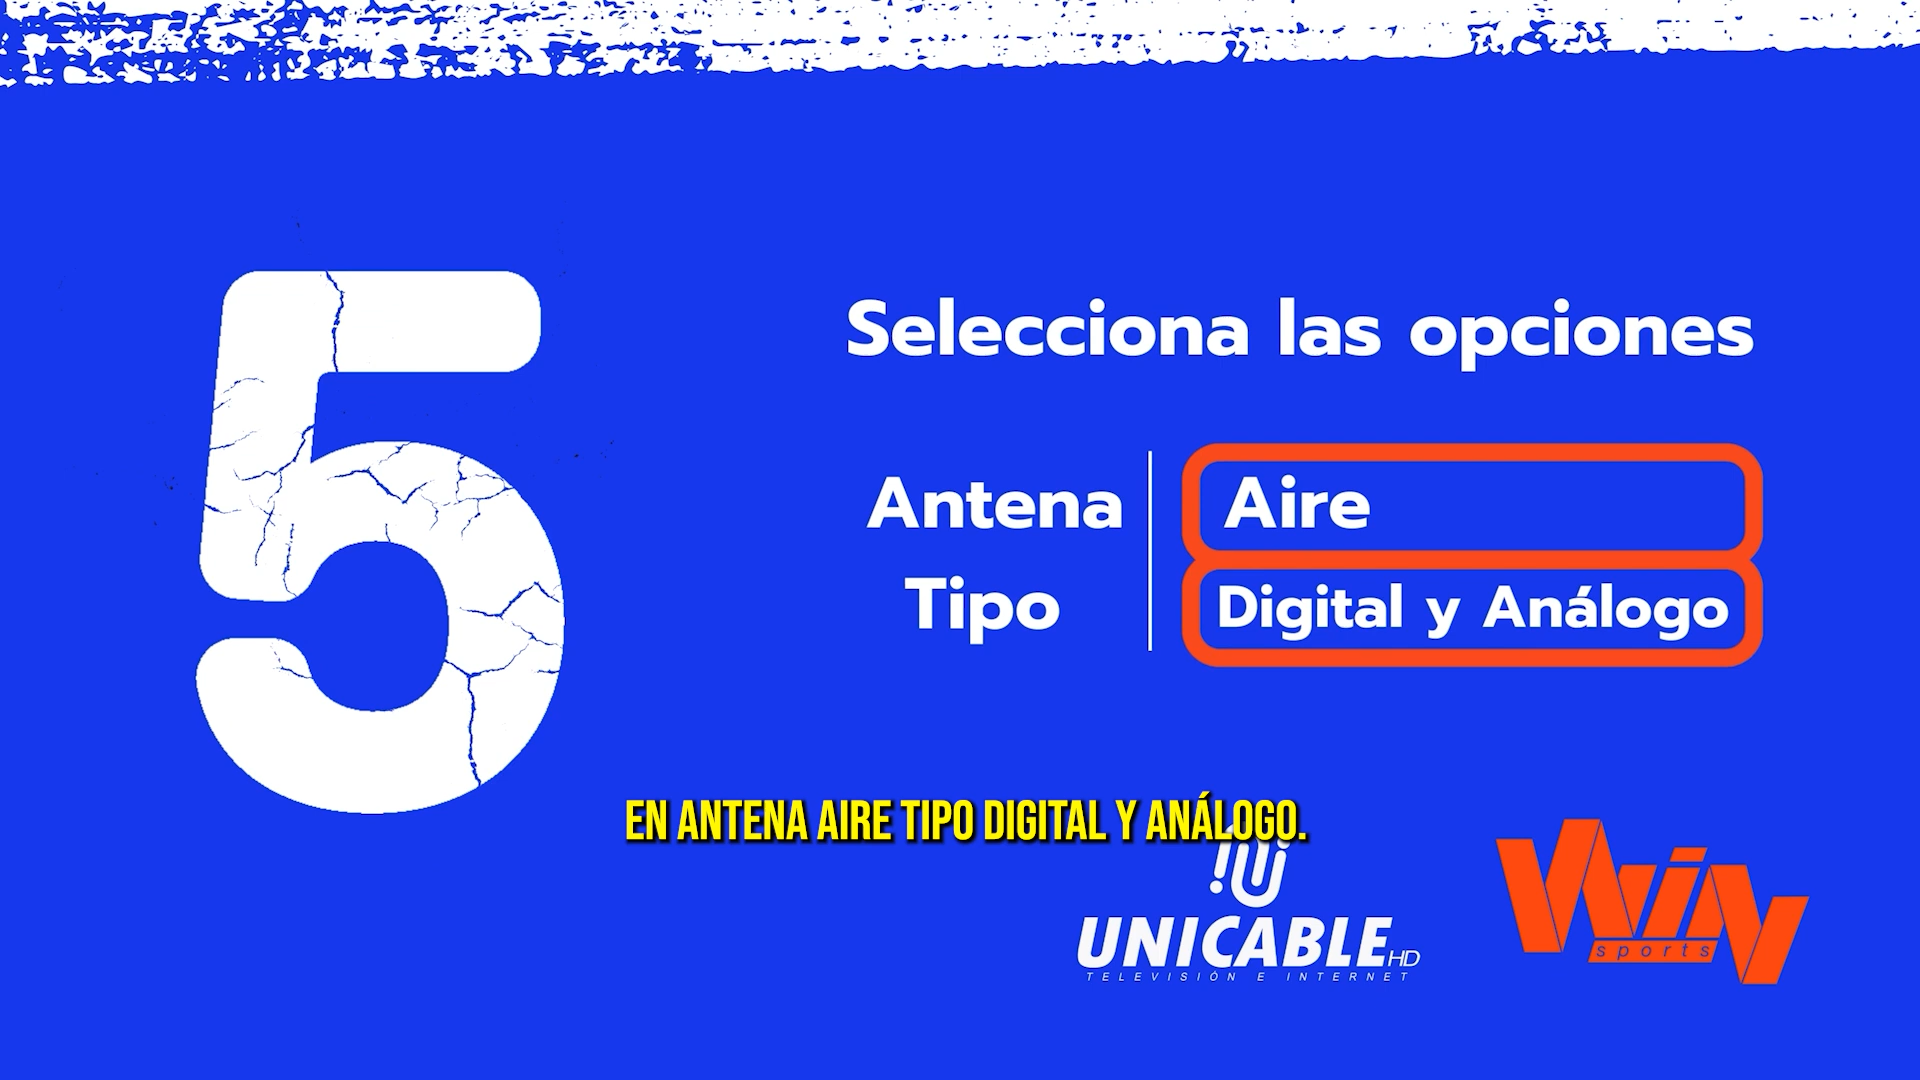 5
Selecciona las opciones
Antena
Aire
Tipo
Digital y Análogo
EN ANTENA AIRE TIPO DIGITAL Y ANÁLOGO.
UNICABLE HD
TELEVISIÓN E INTERNET
Win
sports